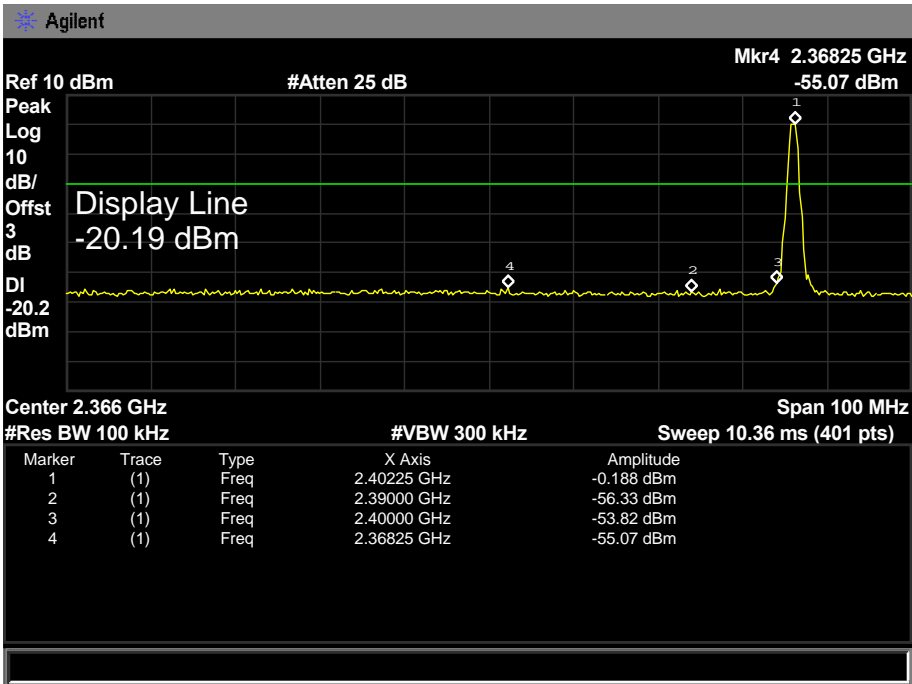 Agilent
Mkr4 2.36825 GHz
Ref 10 dBm #Atten 25 dB -55.07 dBm
Peak
Log
10
dB/
Offst
3
dB
DI
-20.2
dBm
1
Display Line
-20.19 dBm
4 2 3
Center 2.366 GHz Span 100 MHz
#Res BW 100 kHz #VBW 300 kHz Sweep 10.36 ms (401 pts)
Marker Trace Type X Axis Amplitude
1 (1) Freq 2.40225 GHz -0.188 dBm
2 (1) Freq 2.39000 GHz -56.33 dBm
3 (1) Freq 2.40000 GHz -53.82 dBm
4 (1) Freq 2.36825 GHz -55.07 dBm